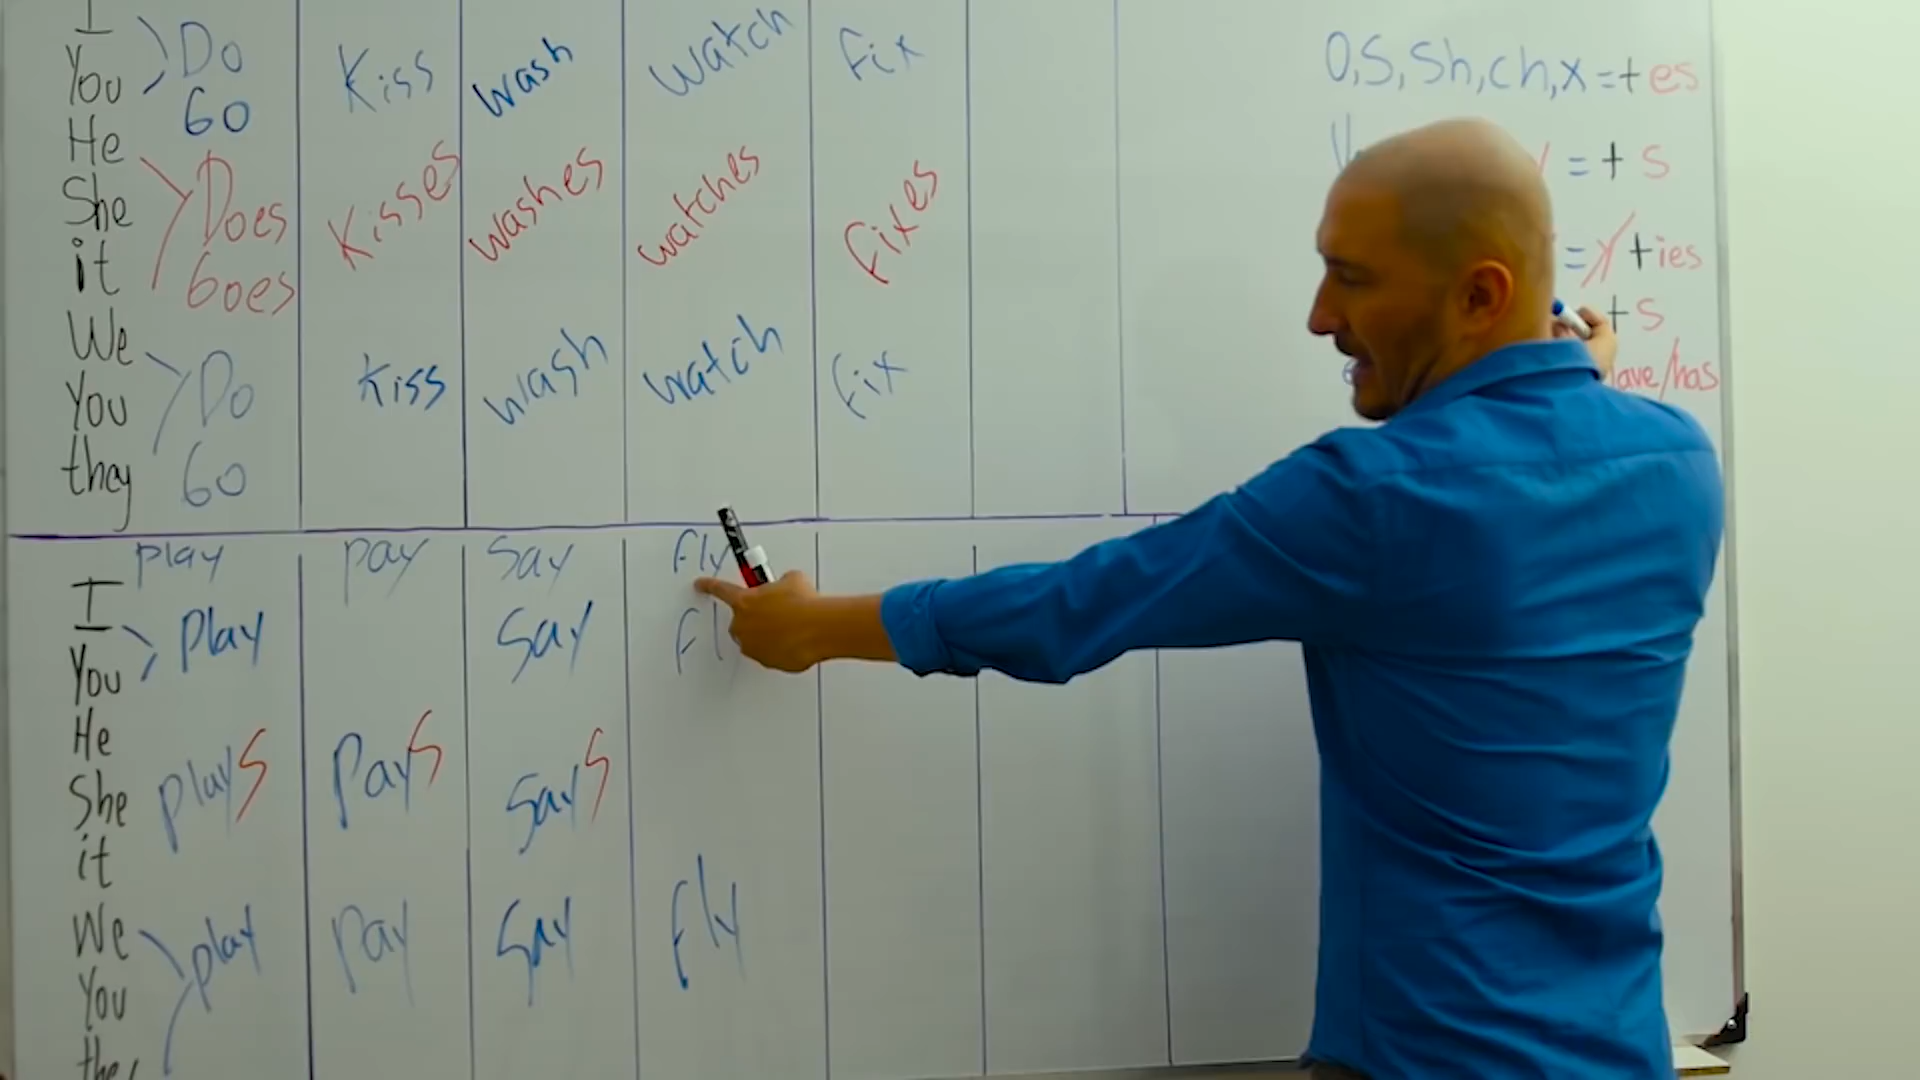 I
You Do Kiss wash watch fix O,S,Sh,ch,x=+es
Go
He = + s
She Does Kisses washes watches fixes
it Goes =y+ies
+ s
We have/has
You Do Kiss wash watch fix
they Go
play pay say fly
I
You play say
He
She plays pays says
it
We play pay say fly
You